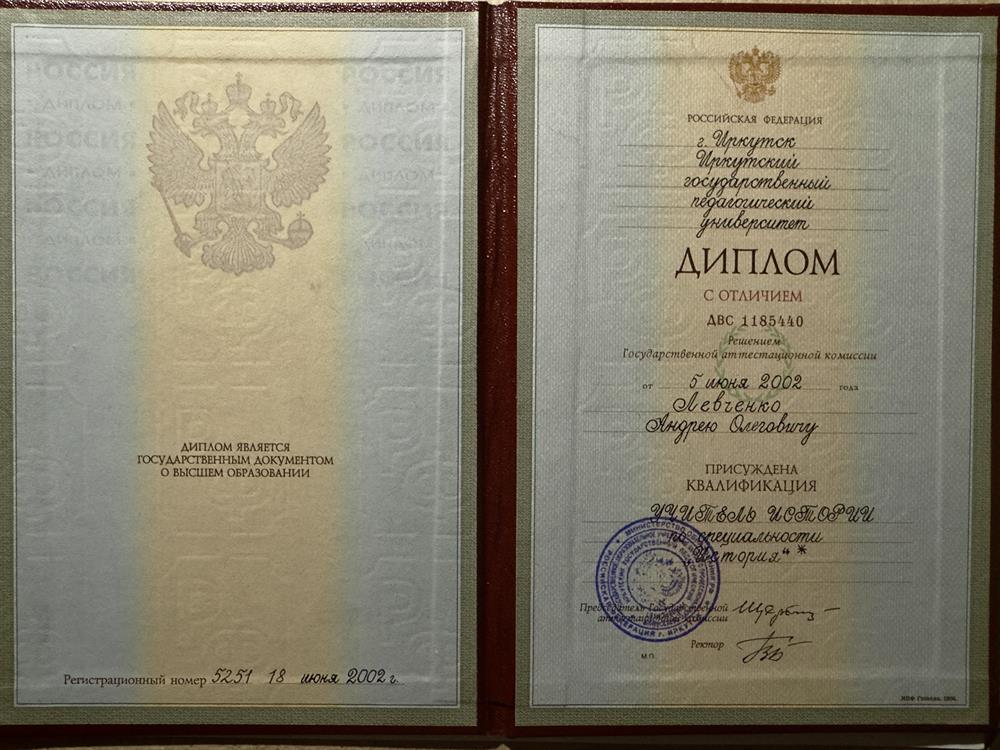 ДИПЛОМ ЯВЛЯЕТСЯ
ГОСУДАРСТВЕННЫМ ДОКУМЕНТОМ
О ВЫСШЕМ ОБРАЗОВАНИИ
Регистрационный номер 5251 18 июня 2002 г.
РОССИЙСКАЯ ФЕДЕРАЦИЯ
г. Иркутск
Иркутский
государственный
педагогический
университет
ДИПЛОМ
С ОТЛИЧИЕМ
ДВС 1185440
Решением
Государственной аттестационной комиссии
от 5 июня 2002 года
Левченко
Андрею Олеговичу
ПРИСУЖДЕНА
КВАЛИФИКАЦИЯ
УЧИТЕЛЬ ИСТОРИИ
по специальности
"История" *
Председатель Государственной
аттестационной комиссии
Ректор
М.П.